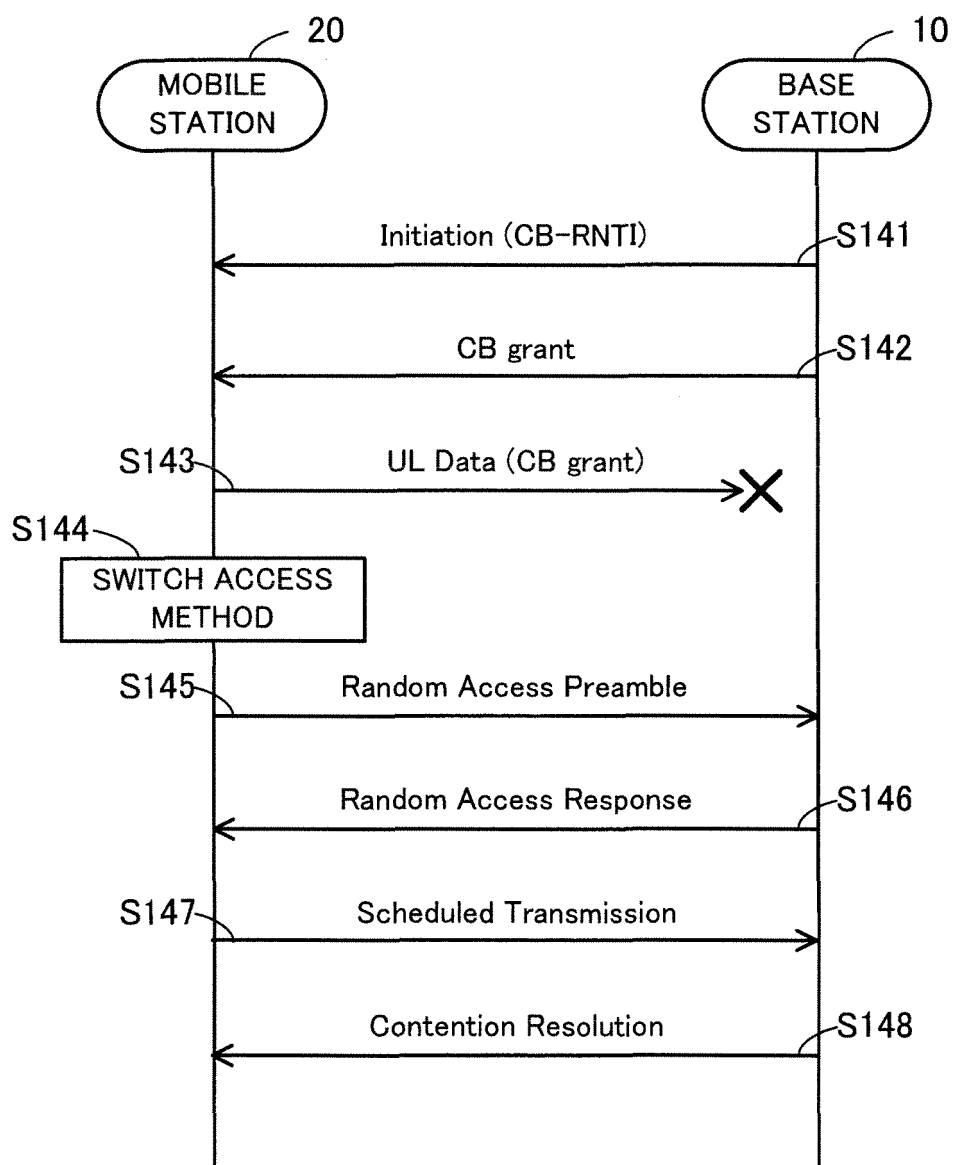 20
10
MOBILE
STATION
BASE
STATION
Initiation (CB-RNTI)
S141
CB grant
S142
S143
UL Data (CB grant)
S144
SWITCH ACCESS
METHOD
S145
Random Access Preamble
Random Access Response
S146
S147
Scheduled Transmission
Contention Resolution
S148